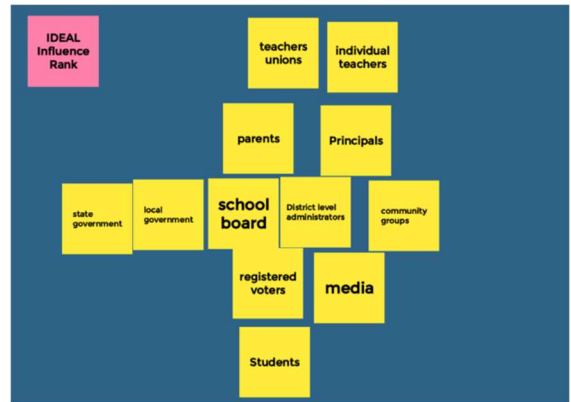 IDEAL
Influence
Rank
teachers
unions
individual
teachers
parents
Principals
state
government
local
government
school
board
District level
administrators
community
groups
registered
voters
media
Students